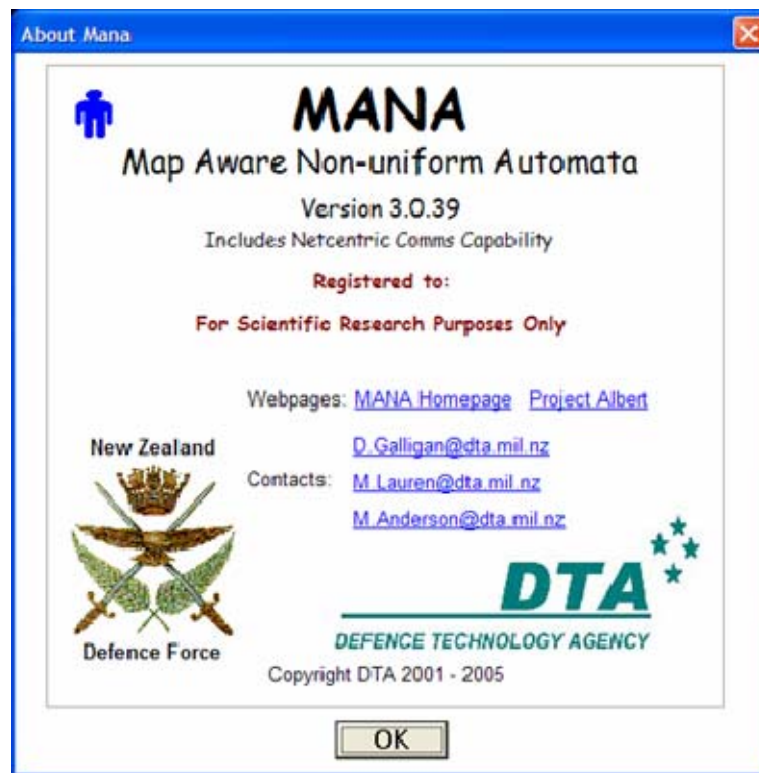 About Mana
MANA
Map Aware Non-uniform Automata
Version 3.0.39
Includes Netcentric Comms Capability
Registered to:
For Scientific Research Purposes Only
Webpages: MANA Homepage Project Albert
New Zealand
D.Galligan@dta.mil.nz
Contacts: M.Lauren@dta.mil.nz
M.Anderson@dta.mil.nz
DTA
DEFENCE TECHNOLOGY AGENCY
Defence Force
Copyright DTA 2001 - 2005
OK